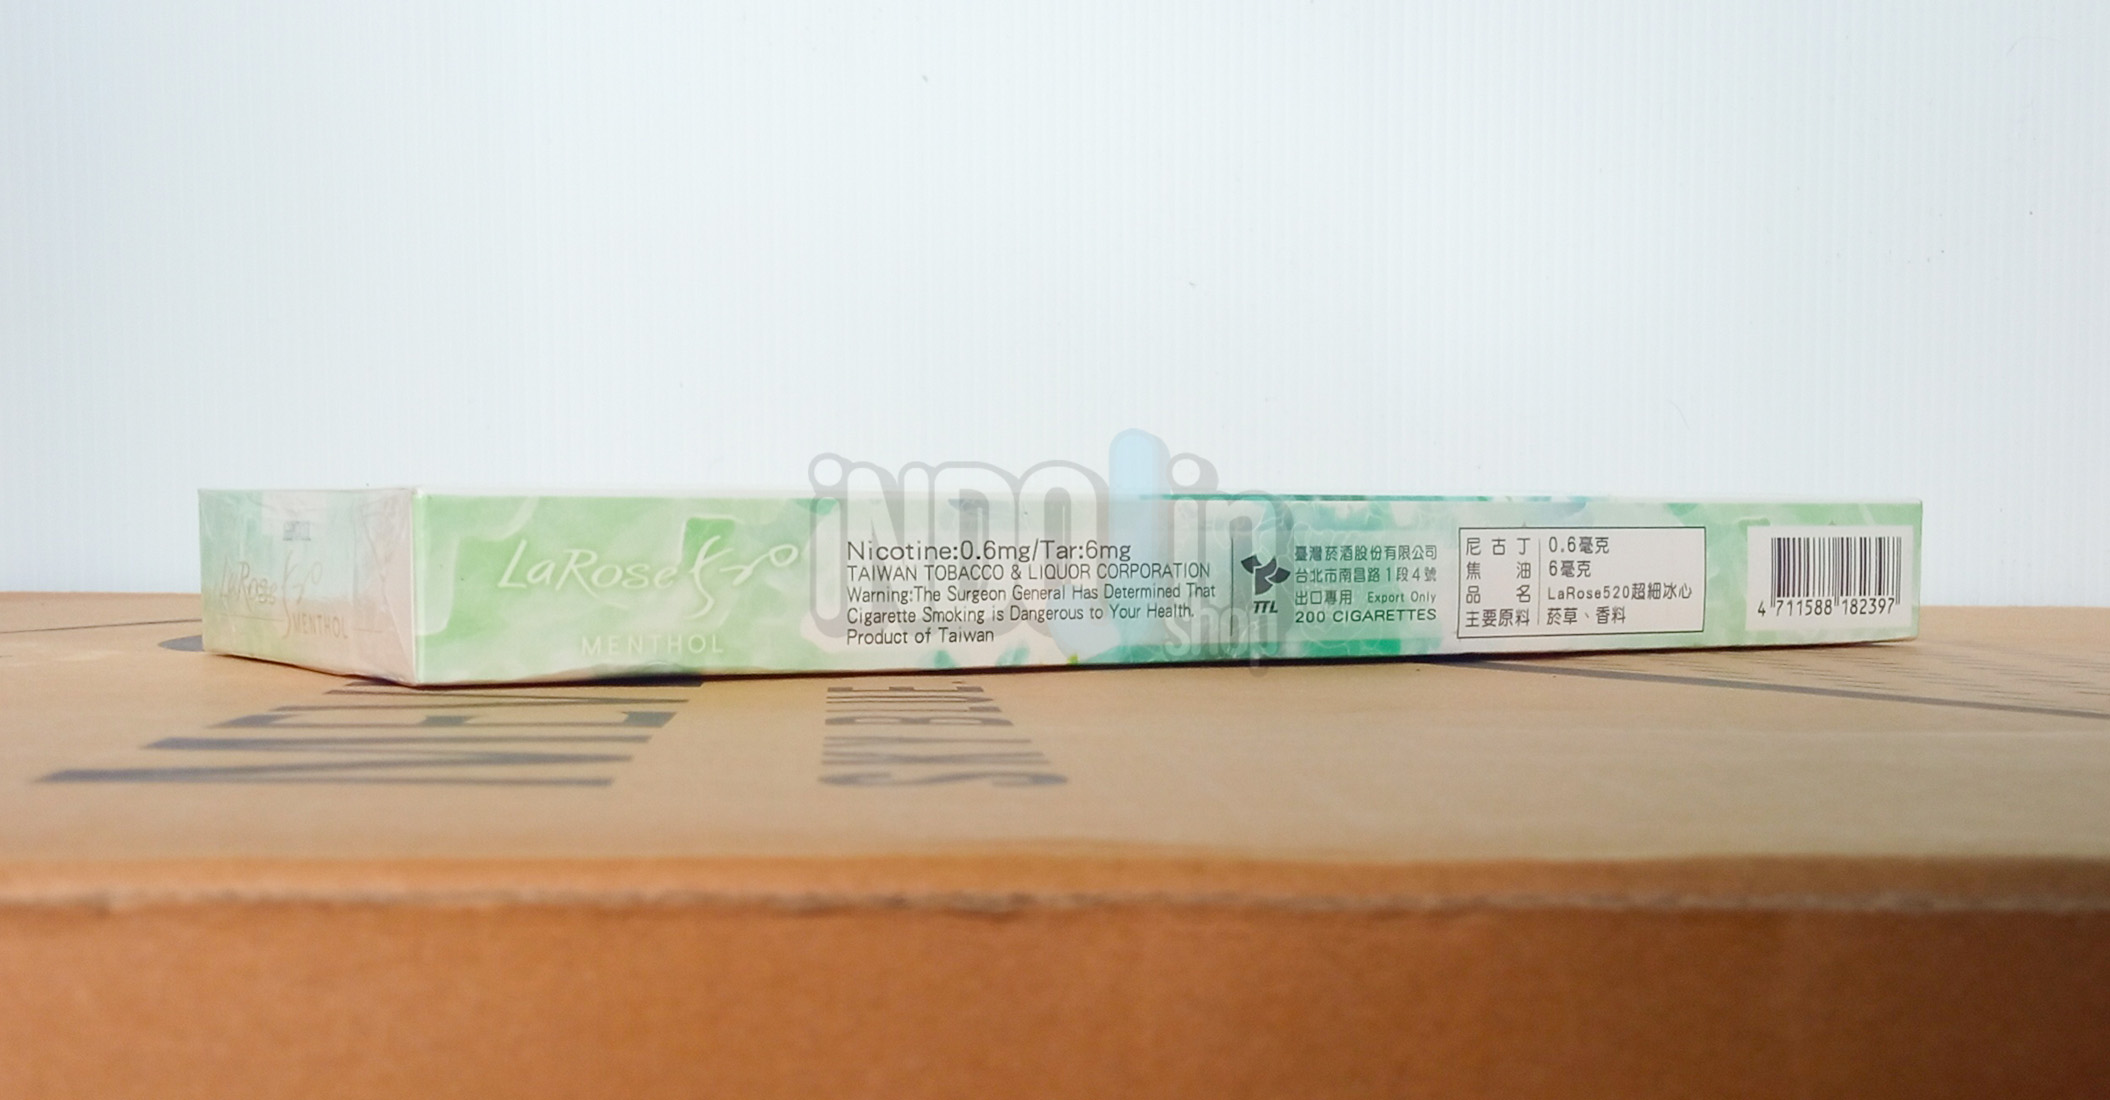 LaRose520
MENTHOL
LaRose520
MENTHOL
Nicotine:0.6mg/Tar:6mg
TAIWAN TOBACCO & LIQUOR CORPORATION
Warning:The Surgeon General Has Determined That
Cigarette Smoking is Dangerous to Your Health.
Product of Taiwan
TTL
臺灣菸酒股份有限公司
台北市南昌路1段4號
出口專用 Export Only
200 CIGARETTES
尼古丁 0.6毫克
焦油 6毫克
品名 LaRose520超細冰心
主要原料 菸草、香料
4 711588 182397
iNDOLin
shop